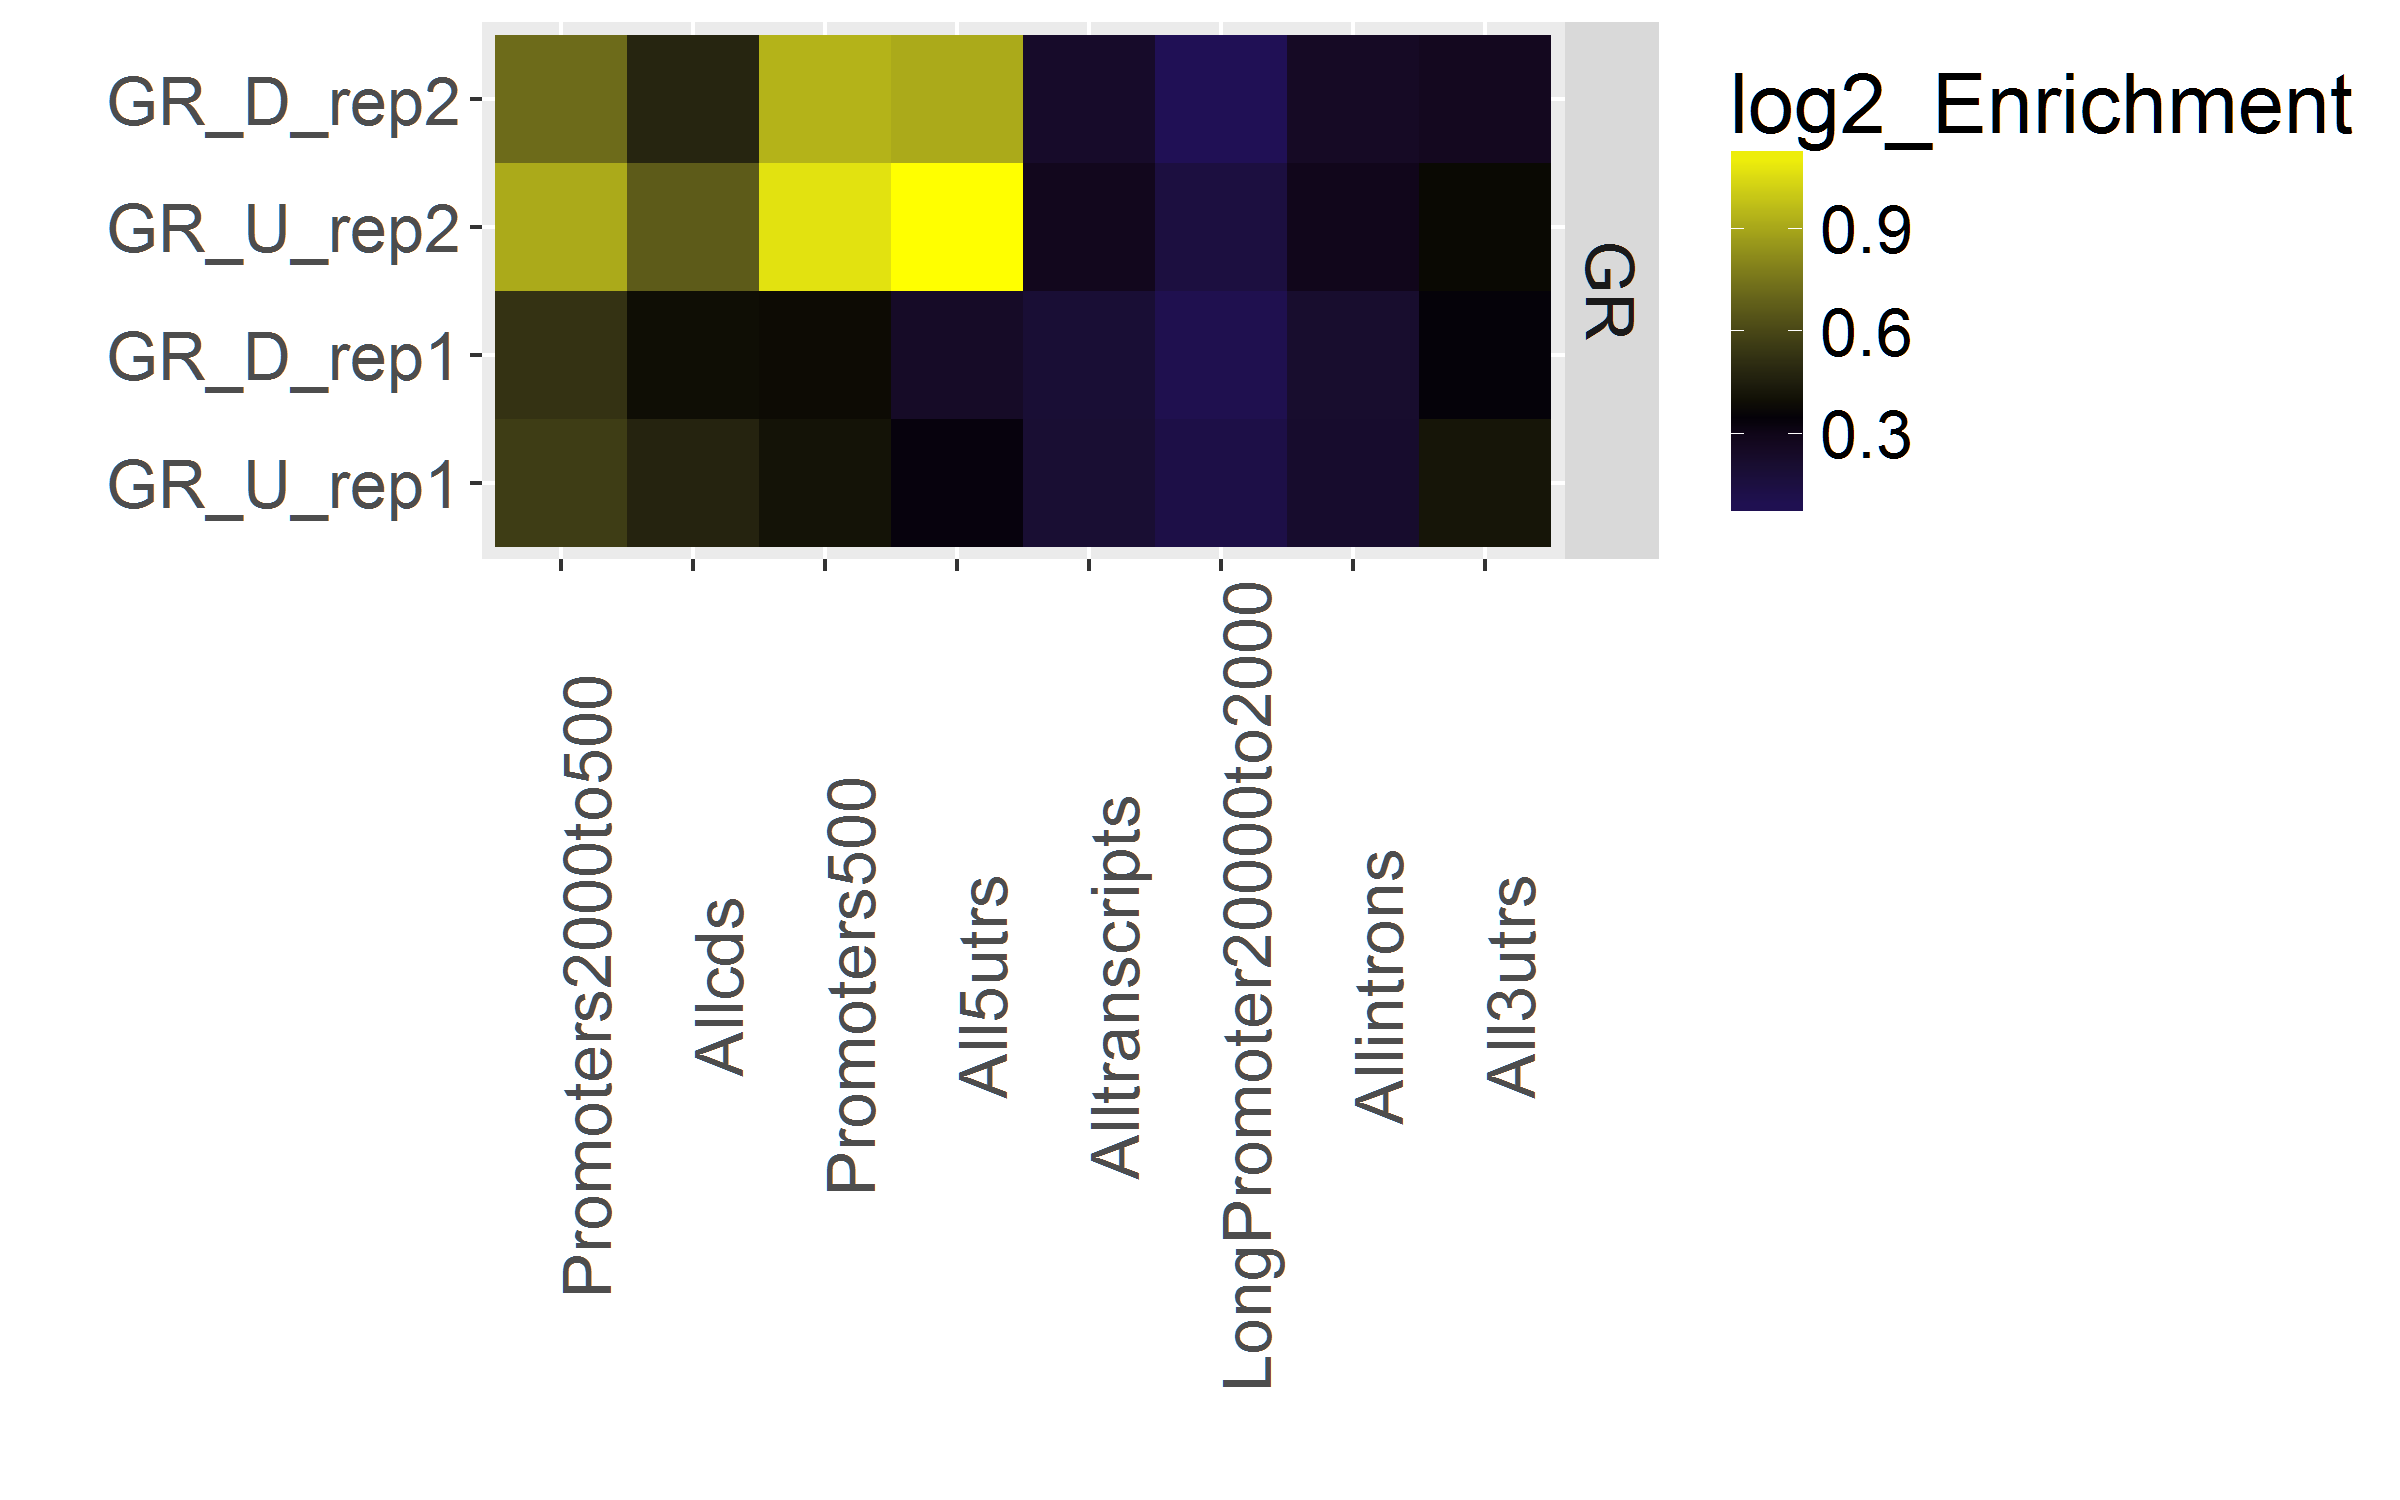 GR_D_rep2
GR_U_rep2
GR_D_rep1
GR_U_rep1
GR
log2_Enrichment
0.9
0.6
0.3
Promoters2000to500
Allcds
Promoters500
All5utrs
Alltranscripts
LongPromoter20000to2000
Allintrons
All3utrs